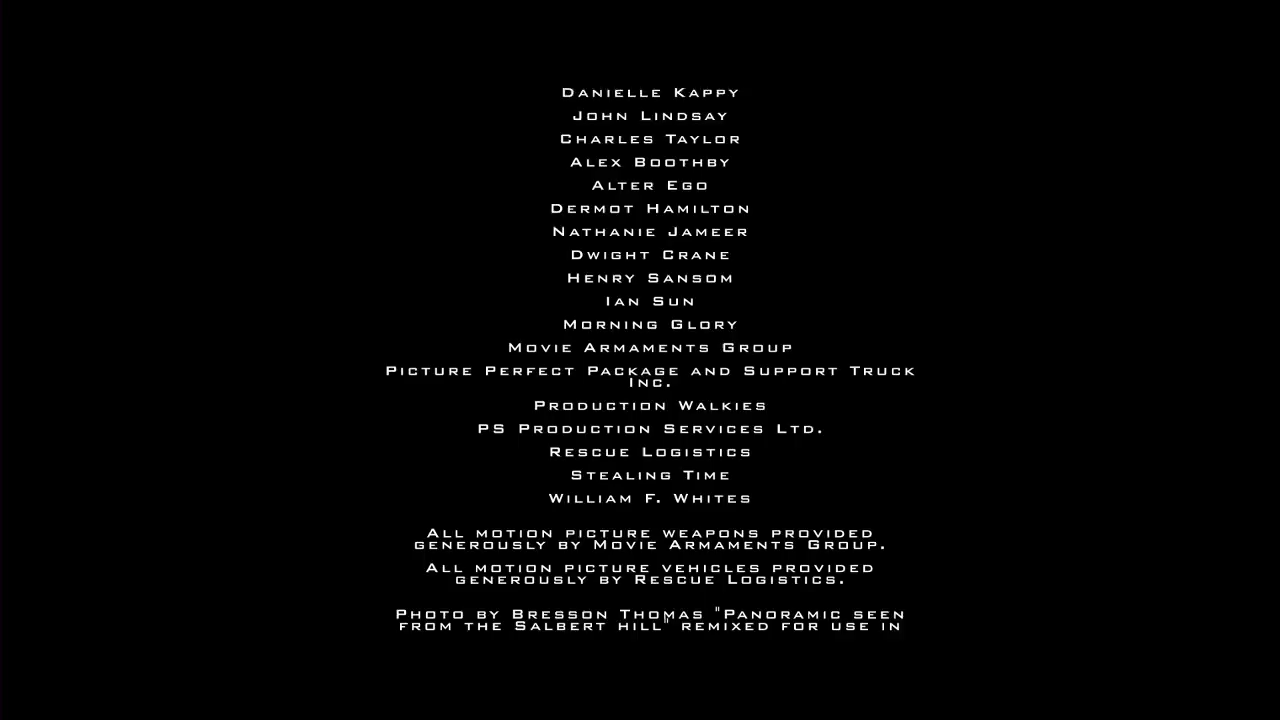 Danielle Kappy
John Lindsay
Charles Taylor
Alex Boothby
Alter Ego
Dermot Hamilton
Nathanie Jameer
Dwight Crane
Henry Sansom
Ian Sun
Morning Glory
Movie Armaments Group
Picture Perfect Package and Support Truck
Inc.
Production Walkies
PS Production Services Ltd.
Rescue Logistics
Stealing Time
William F. Whites
All motion picture weapons provided
generously by Movie Armaments Group.
All motion picture vehicles provided
generously by Rescue Logistics.
Photo by Bresson Thomas "Panoramic seen
from the Salbert hill" remixed for use in